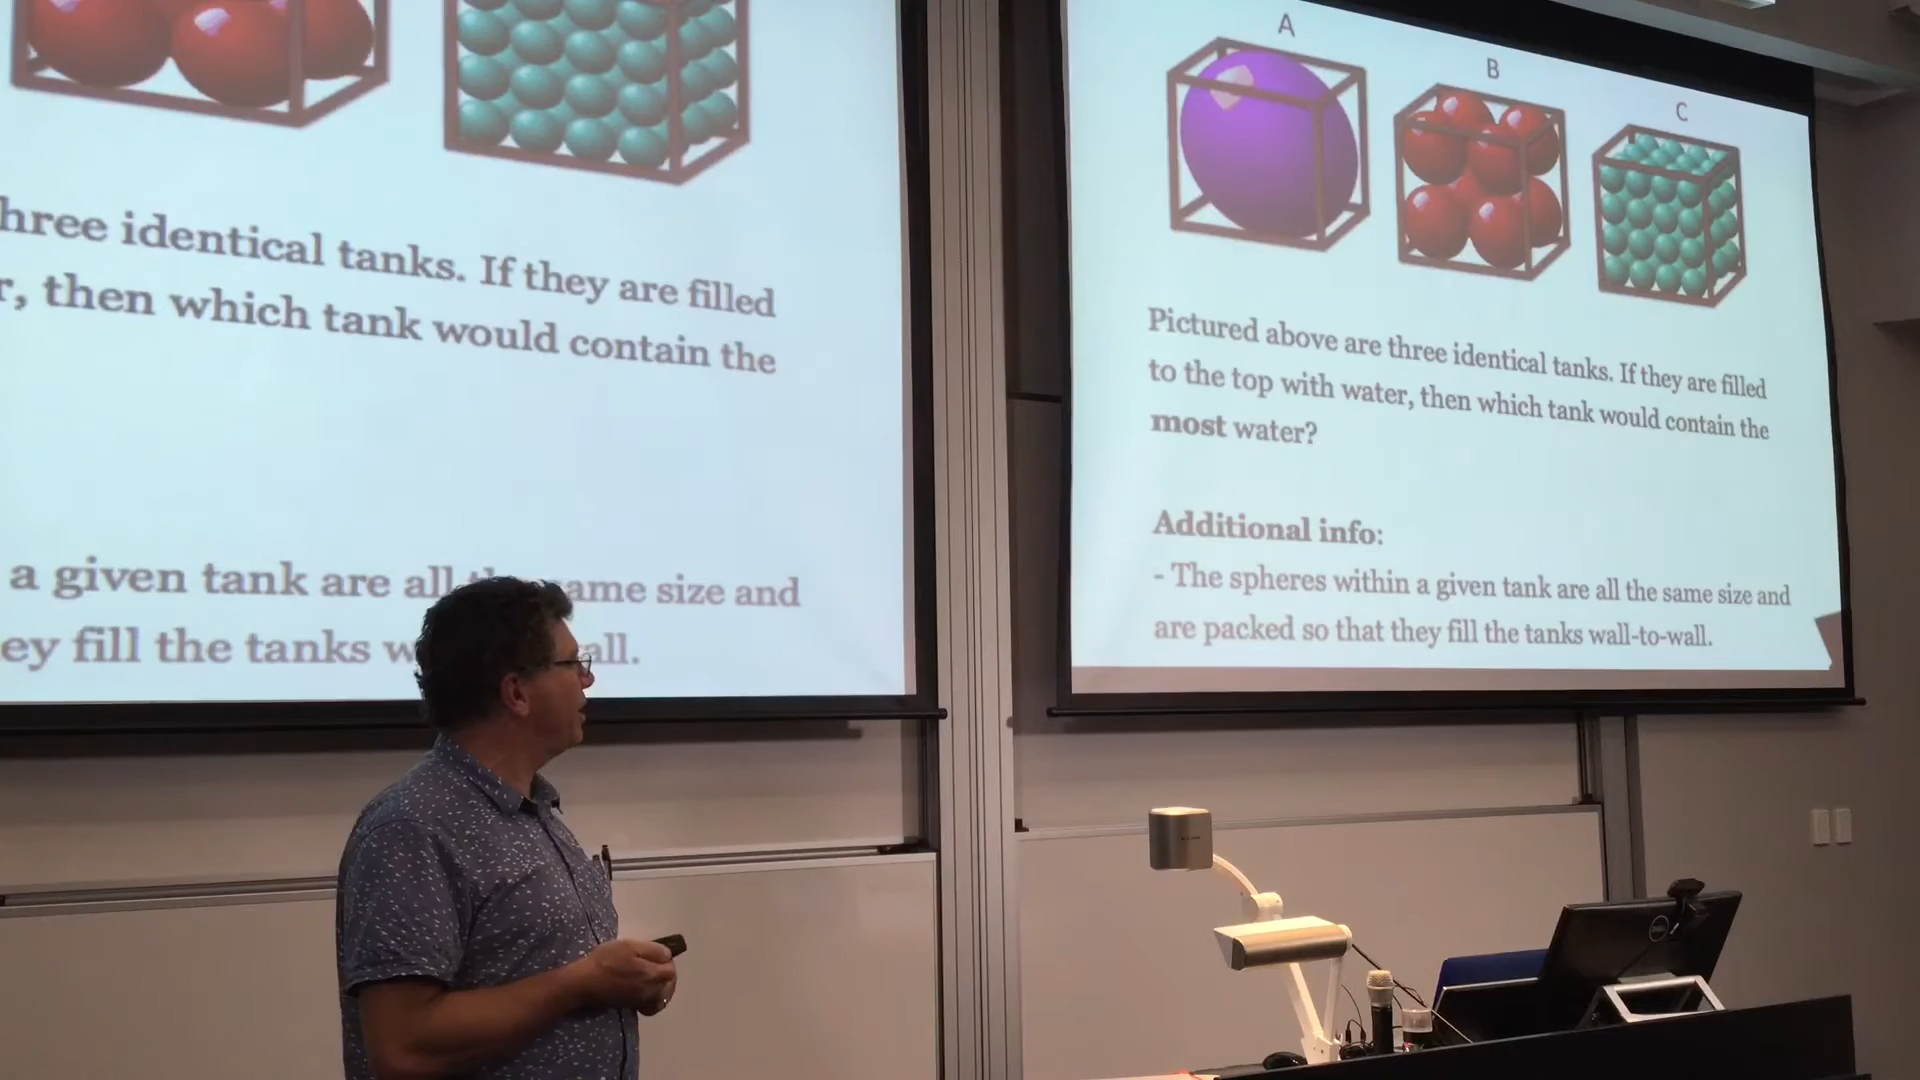 hree identical tanks. If they are filled
, then which tank would contain the
a given tank are all same size and
ey fill the tanks w all.
A
B
C
Pictured above are three identical tanks. If they are filled
to the top with water, then which tank would contain the
most water?
Additional info:
- The spheres within a given tank are all the same size and
are packed so that they fill the tanks wall-to-wall.
DELL